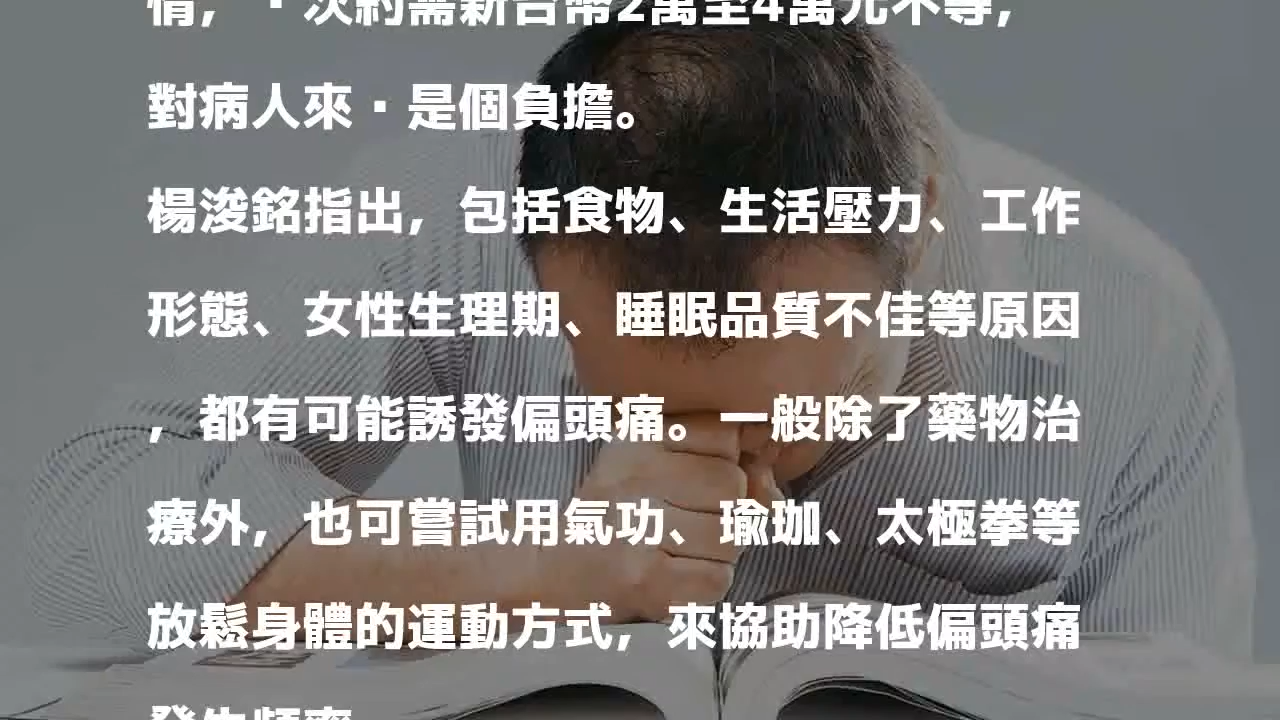 情，・次約需新台幣2萬至4萬元不等，
對病人來・是個負擔。
楊浚銘指出，包括食物、生活壓力、工作
形態、女性生理期、睡眠品質不佳等原因
，都有可能誘發偏頭痛。一般除了藥物治
療外，也可嘗試用氣功、瑜珈、太極拳等
放鬆身體的運動方式，來協助降低偏頭痛
發生頻率